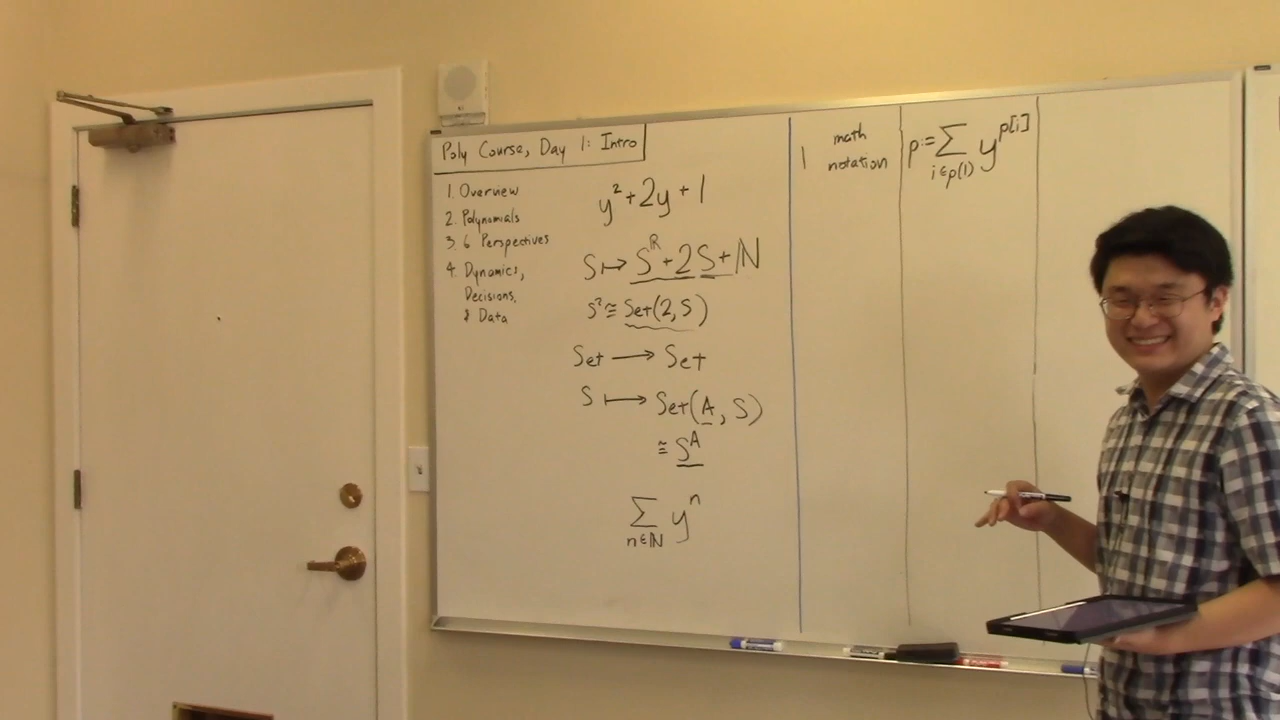 Poly Course, Day 1: Intro
1. Overview
2. Polynomials
3. 6 Perspectives
4. Dynamics,
Decisions,
& Data
y² + 2y + 1
S ↦ S^ℝ + 2S + ℕ
S² ≅ Set(2, S)
Set ⟶ Set
S ⟼ Set(A, S)
≅ S^A
∑_{n∈ℕ} y^n
1 math
notation
p := ∑_{i∈p(1)} y^{p[i]}